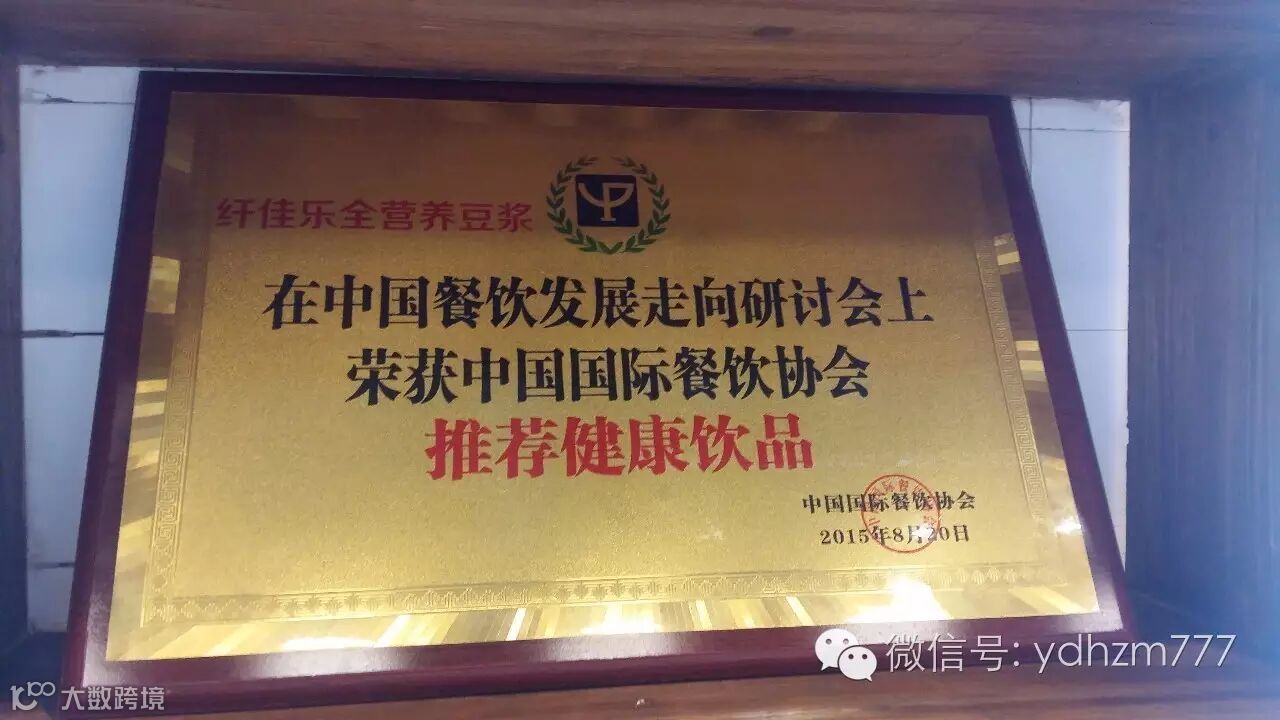 纤佳乐全营养豆浆
在中国餐饮发展走向研讨会上
荣获中国国际餐饮协会
推荐健康饮品
中国国际餐饮协会
2015年8月20日
微信号: ydhzm777
大数跨境